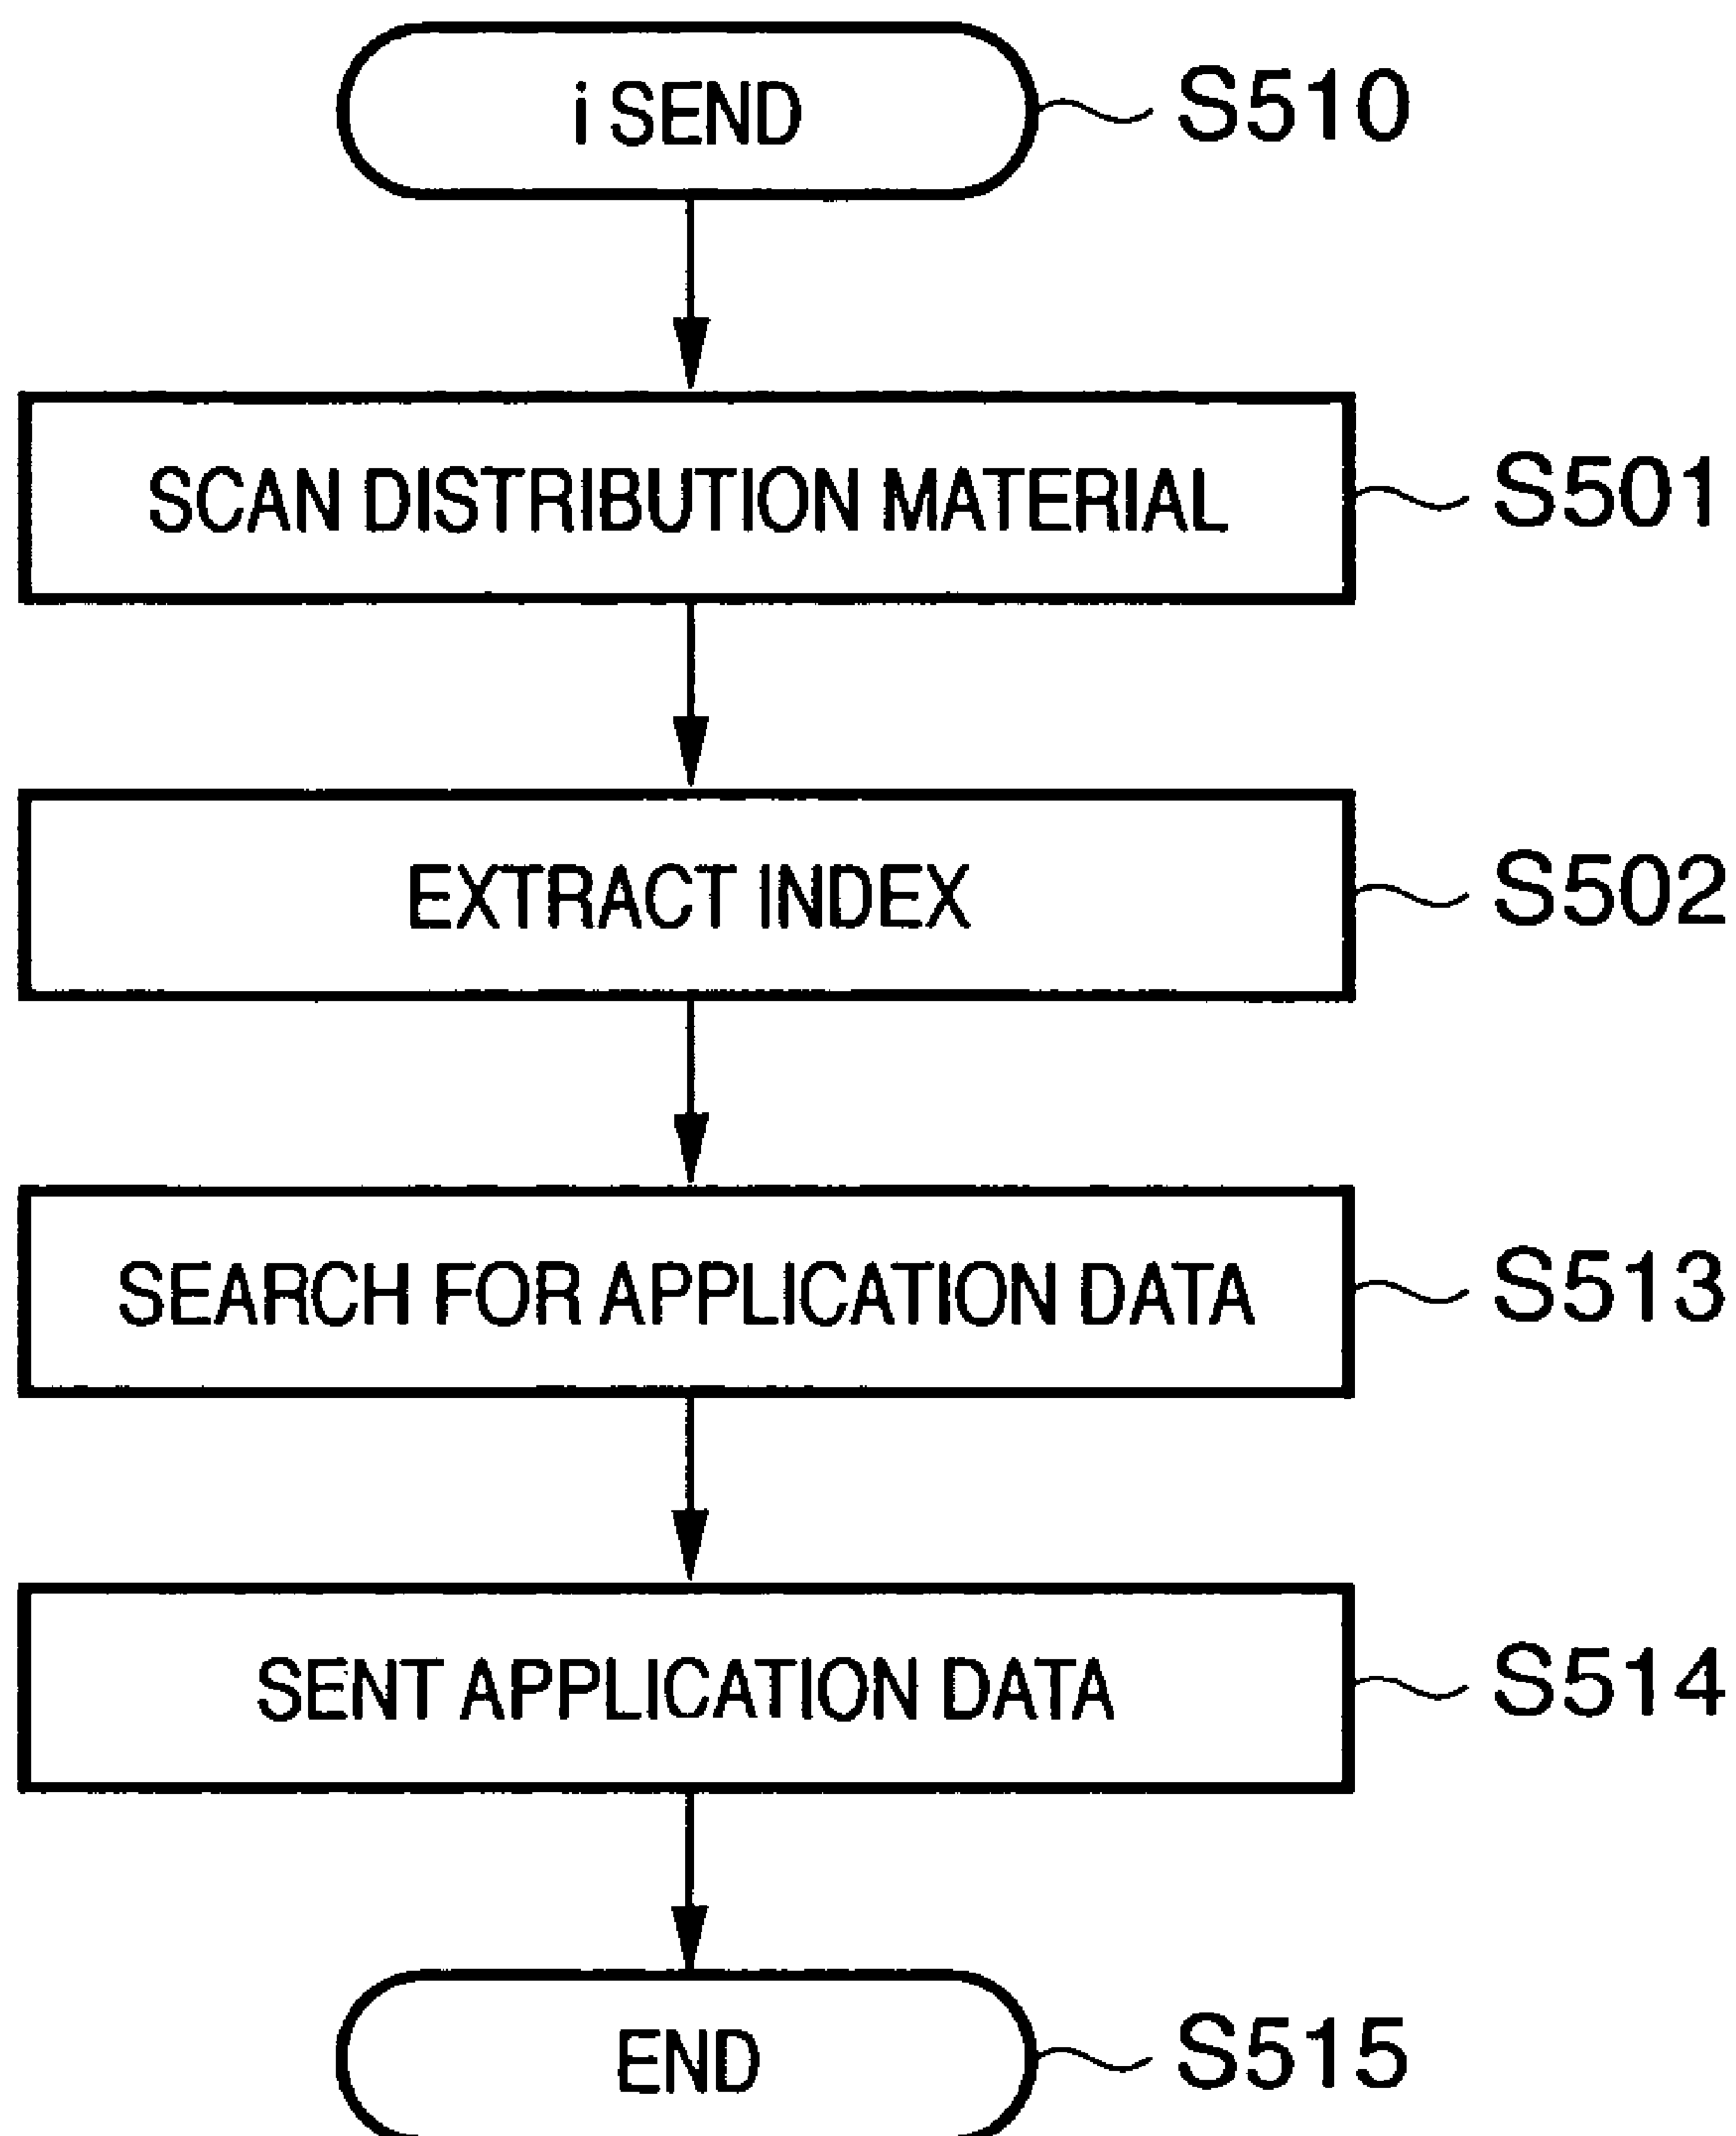 i SEND S510
SCAN DISTRIBUTION MATERIAL S501
EXTRACT INDEX S502
SEARCH FOR APPLICATION DATA S513
SENT APPLICATION DATA S514
END S515